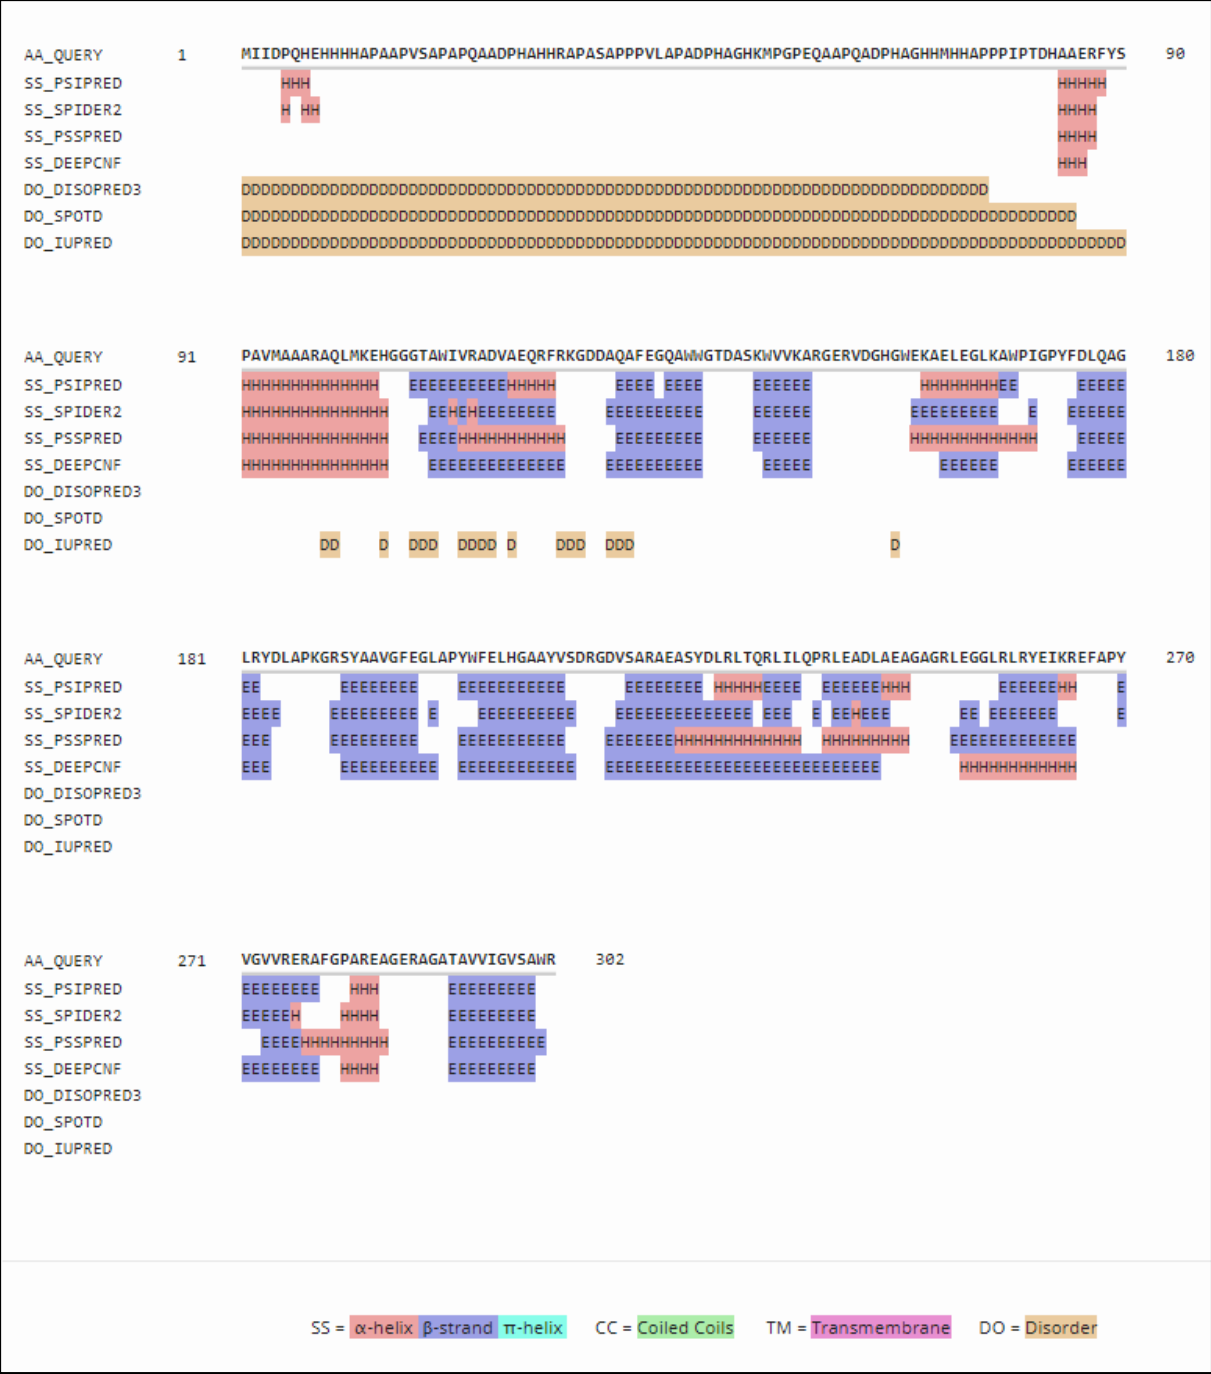 AA_QUERY 1 MIIDPQHEHHHHAPAAPVSAPAPQAADPHAHHRAPASAPPPVLAPADPHAGHKMPGPEQAAPQADPHAGHHMHHAPPPIPTDHAAERFYS 90
SS_PSIPRED HHH HHHHH
SS_SPIDER2 H HH HHHH
SS_PSSPRED HHHH
SS_DEEPCNF HHH
DO_DISOPRED3 DDDDDDDDDDDDDDDDDDDDDDDDDDDDDDDDDDDDDDDDDDDDDDDDDDDDDDDDDDDDDDDDDDDDDDDDDDDD
DO_SPOTD DDDDDDDDDDDDDDDDDDDDDDDDDDDDDDDDDDDDDDDDDDDDDDDDDDDDDDDDDDDDDDDDDDDDDDDDDDDDDDDDDDDDD
DO_IUPRED DDDDDDDDDDDDDDDDDDDDDDDDDDDDDDDDDDDDDDDDDDDDDDDDDDDDDDDDDDDDDDDDDDDDDDDDDDDDDDDDDDDDDDDDDD
AA_QUERY 91 PAVMAAARAQLMKEHGGGTAWIVRADVAEQRFRKGDDAQAFEGQAWWGTDASKWVVKARGERVDGHGWEKAELEGLKAWPIGPYFDLQAG 180
SS_PSIPRED HHHHHHHHHHHHHH EEEEEEEEEEHHHHH EEEE EEEE EEEEEE HHHHHHHHEE EEEEE
SS_SPIDER2 HHHHHHHHHHHHHHH EEHEHEEEEEEEE EEEEEEEEEE EEEEEE EEEEEEEEE E EEEEEE
SS_PSSPRED HHHHHHHHHHHHHHH EEEEHHHHHHHHHHH EEEEEEEEE EEEEEE HHHHHHHHHHHHH EEEEE
SS_DEEPCNF HHHHHHHHHHHHHHH EEEEEEEEEEEEEE EEEEEEEEEE EEEEE EEEEEE EEEEEE
DO_DISOPRED3
DO_SPOTD
DO_IUPRED DD D DDD DDDD D DDD DDD D
AA_QUERY 181 LRYDLAPKGRSYAAVGFEGLAPYWFELHGAAYVSDRGDVSARAEASYDLRLTQRLILQPRLEADLAEAGAGRLEGGLRLRYEIKREFAPY 270
SS_PSIPRED EE EEEEEEEE EEEEEEEEEEE EEEEEEEE HHHHHEEEE EEEEEEHHH EEEEEEHH E
SS_SPIDER2 EEEE EEEEEEEEE E EEEEEEEEEE EEEEEEEEEEEEEE EEE E EEHEEE EE EEEEEEE E
SS_PSSPRED EEE EEEEEEEEE EEEEEEEEEEE EEEEEEEHHHHHHHHHHHHH HHHHHHHHH EEEEEEEEEEEEE
SS_DEEPCNF EEE EEEEEEEEEE EEEEEEEEEEEE EEEEEEEEEEEEEEEEEEEEEEEEEEEE HHHHHHHHHHHH
DO_DISOPRED3
DO_SPOTD
DO_IUPRED
AA_QUERY 271 VGVVRERAFGPAREAGERAGATAVVIGVSAWR 302
SS_PSIPRED EEEEEEEE HHH EEEEEEEEE
SS_SPIDER2 EEEEEH HHHH EEEEEEEEE
SS_PSSPRED EEEEHHHHHHHHH EEEEEEEEEE
SS_DEEPCNF EEEEEEEE HHHH EEEEEEEEE
DO_DISOPRED3
DO_SPOTD
DO_IUPRED
SS = α-helix β-strand π-helix CC = Coiled Coils TM = Transmembrane DO = Disorder